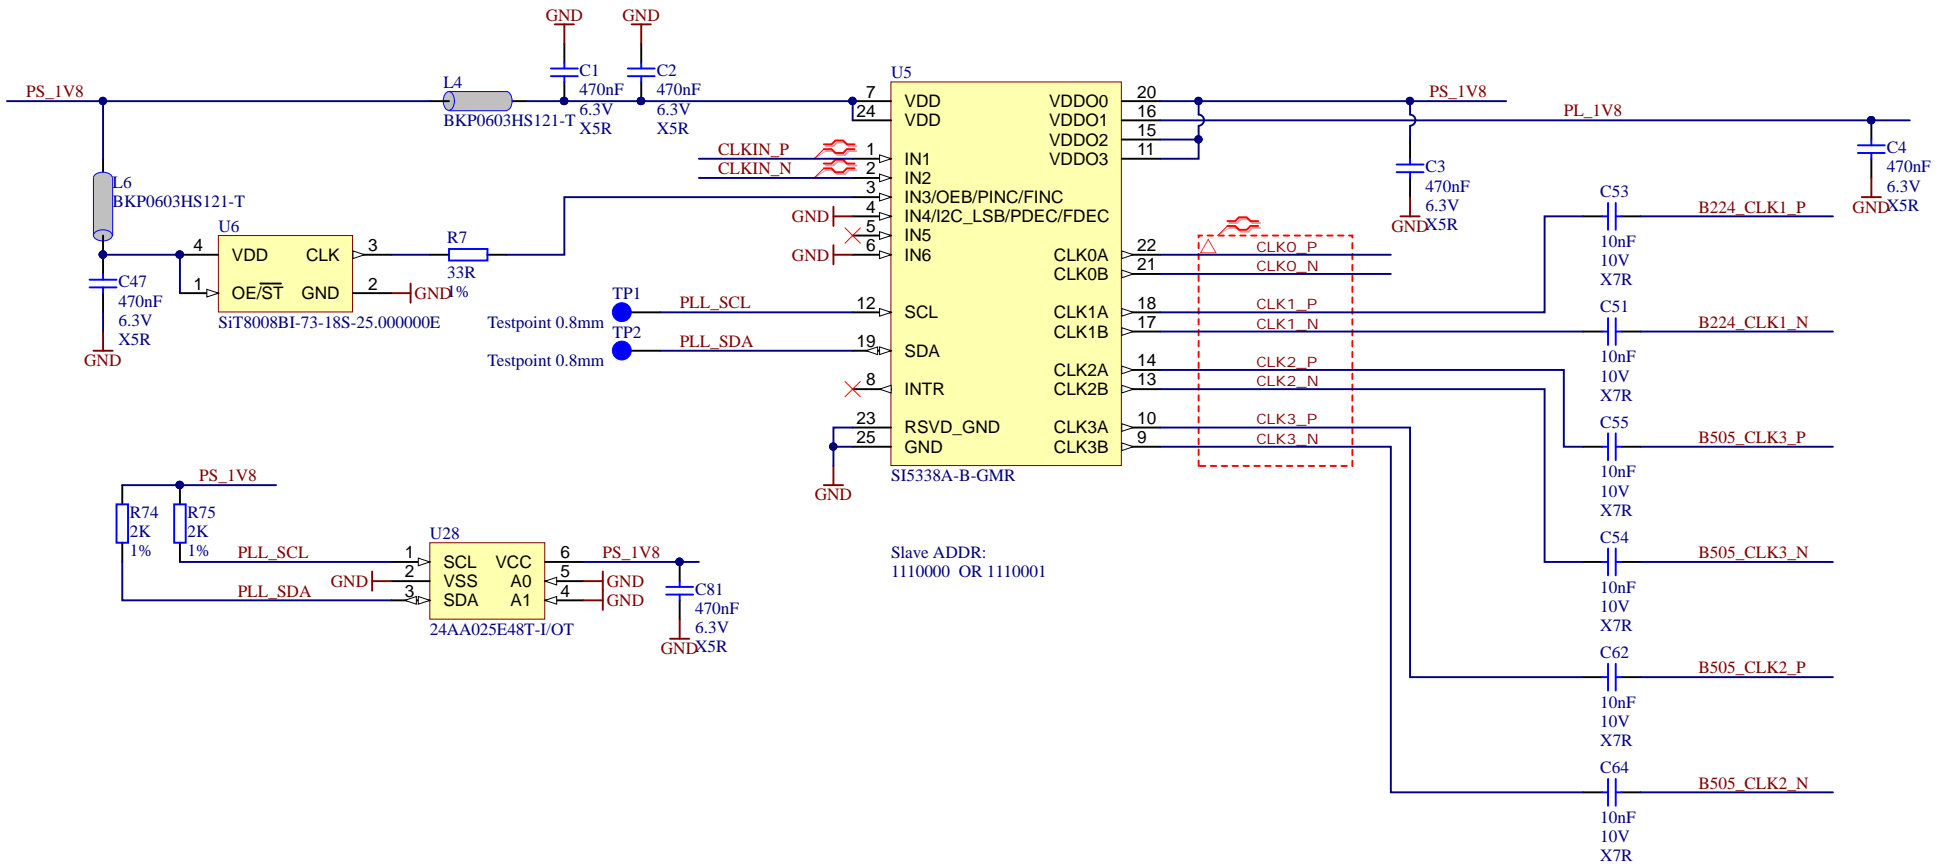 GND
GND
PS_1V8
L4
BKP0603HS121-T
C1
470nF
6.3V
X5R
C2
470nF
6.3V
X5R
L6
BKP0603HS121-T
U6
4 VDD CLK 3
1 OE/ST GND 2
GND
SiT8008BI-73-18S-25.000000E
C47
470nF
6.3V
X5R
GND
R7
33R
1%
CLKIN_P
CLKIN_N
GND
GND
TP1
Testpoint 0.8mm
PLL_SCL
TP2
Testpoint 0.8mm
PLL_SDA
GND
U5
7 VDD VDDO0 20
24 VDD VDDO1 16
VDDO2 15
1 IN1 VDDO3 11
2 IN2
3 IN3/OEB/PINC/FINC
4 IN4/I2C_LSB/PDEC/FDEC
5 IN5
6 IN6 CLK0A 22
CLK0B 21
12 SCL CLK1A 18
CLK1B 17
19 SDA
CLK2A 14
8 INTR CLK2B 13
23 RSVD_GND CLK3A 10
25 GND CLK3B 9
SI5338A-B-GMR
Slave ADDR:
1110000 OR 1110001
PS_1V8
PL_1V8
C3
470nF
6.3V
X5R
GND
C4
470nF
6.3V
X5R
GND
CLK0_P
CLK0_N
CLK1_P
CLK1_N
CLK2_P
CLK2_N
CLK3_P
CLK3_N
C53
10nF
10V
X7R
B224_CLK1_P
C51
10nF
10V
X7R
B224_CLK1_N
C55
10nF
10V
X7R
B505_CLK3_P
C54
10nF
10V
X7R
B505_CLK3_N
C62
10nF
10V
X7R
B505_CLK2_P
C64
10nF
10V
X7R
B505_CLK2_N
PS_1V8
R74
2K
1%
R75
2K
1%
PLL_SCL
GND
PLL_SDA
U28
1 SCL VCC 6
2 VSS A0 5
3 SDA A1 4
24AA025E48T-I/OT
PS_1V8
GND
GND
C81
470nF
6.3V
X5R
GND